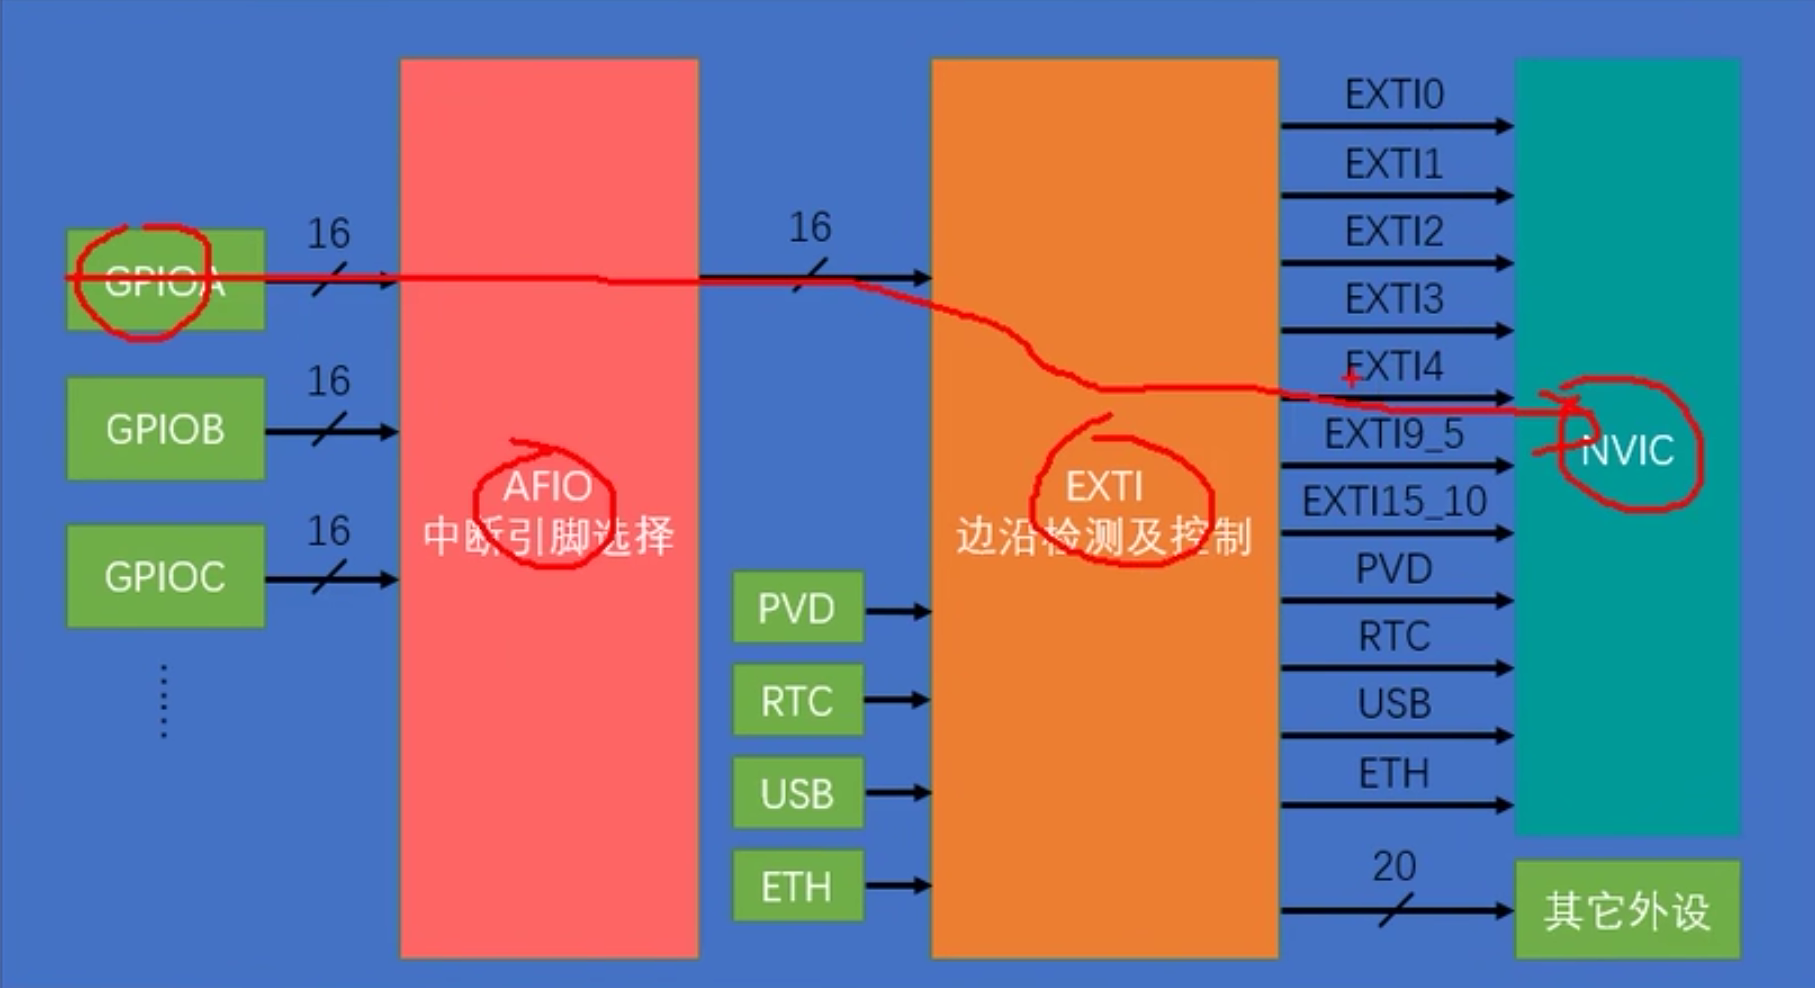 GPIOA
16
GPIOB
16
GPIOC
16
AFIO
中断引脚选择
16
PVD
RTC
USB
ETH
EXTI
边沿检测及控制
EXTI0
EXTI1
EXTI2
EXTI3
EXTI4
EXTI9_5
EXTI15_10
PVD
RTC
USB
ETH
20
NVIC
其它外设